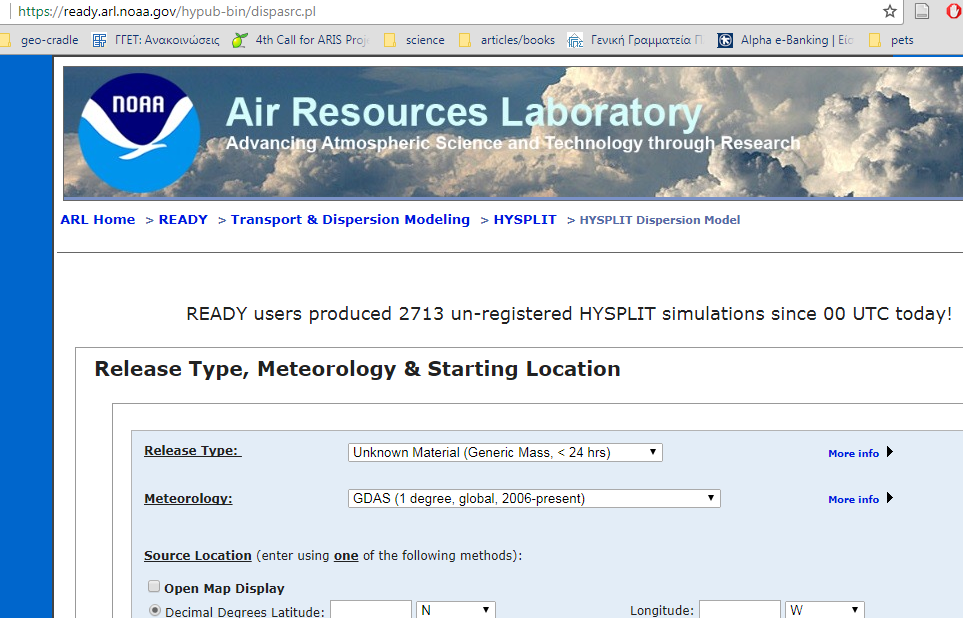 https://ready.arl.noaa.gov/hypub-bin/dispasrc.pl
geo-cradle ΓΓΕΤ: Ανακοινώσεις 4th Call for ARIS Proj science articles/books Γενική Γραμματεία Π Alpha e-Banking | Είσ pets
NOAA
Air Resources Laboratory
Advancing Atmospheric Science and Technology through Research
ARL Home > READY > Transport & Dispersion Modeling > HYSPLIT > HYSPLIT Dispersion Model
READY users produced 2713 un-registered HYSPLIT simulations since 00 UTC today!
Release Type, Meteorology & Starting Location
Release Type: Unknown Material (Generic Mass, < 24 hrs) More info
Meteorology: GDAS (1 degree, global, 2006-present) More info
Source Location (enter using one of the following methods):
Open Map Display
Decimal Degrees Latitude: N Longitude: W